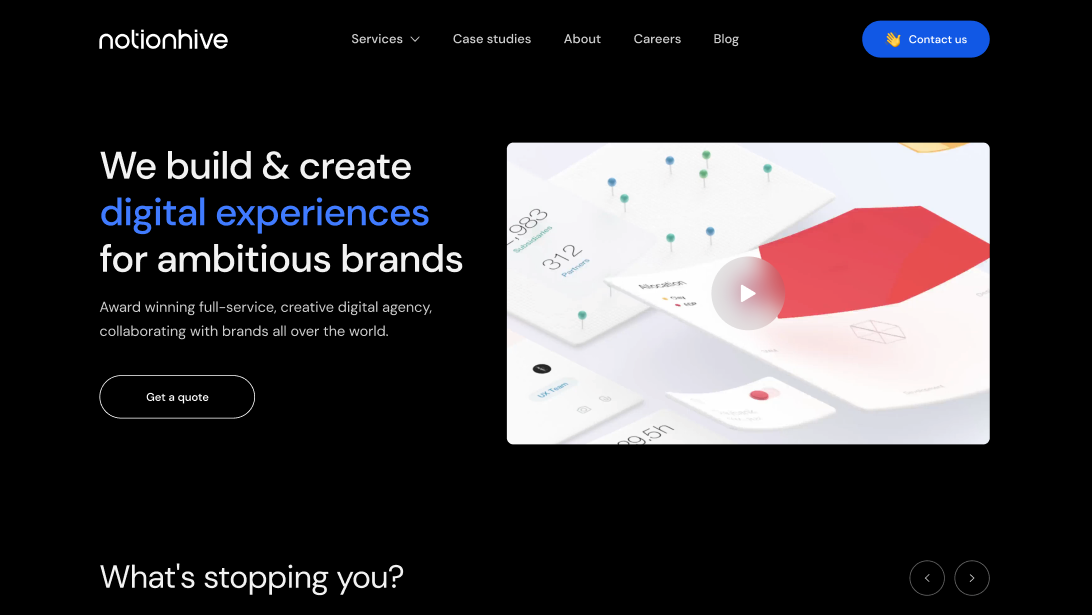 notionhive
Services
Case studies
About
Careers
Blog
👋 Contact us
We build & create
digital experiences
for ambitious brands
Award winning full-service, creative digital agency,
collaborating with brands all over the world.
Get a quote
,983
Subsidiaries
312
Partners
Allocation
UX Team
99.5h
What's stopping you?